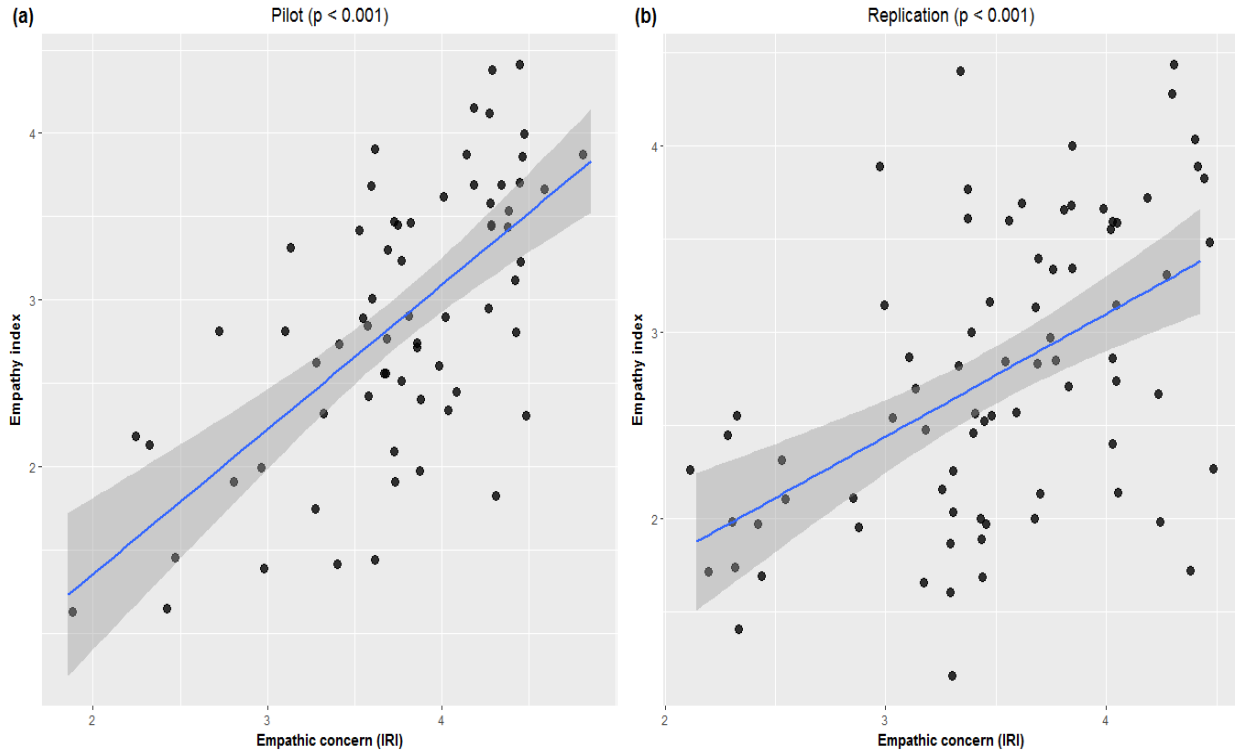 (a) Pilot (p < 0.001)
4
3
2
Empathy index
2 3 4
Empathic concern (IRI)
(b) Replication (p < 0.001)
4
3
2
Empathy index
2 3 4
Empathic concern (IRI)